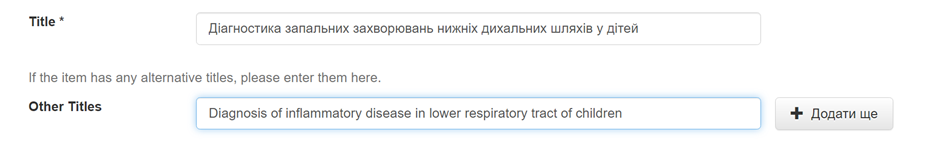 Title *
Діагностика запальних захворювань нижніх дихальних шляхів у дітей
If the item has any alternative titles, please enter them here.
Other Titles
Diagnosis of inflammatory disease in lower respiratory tract of children
Додати ще